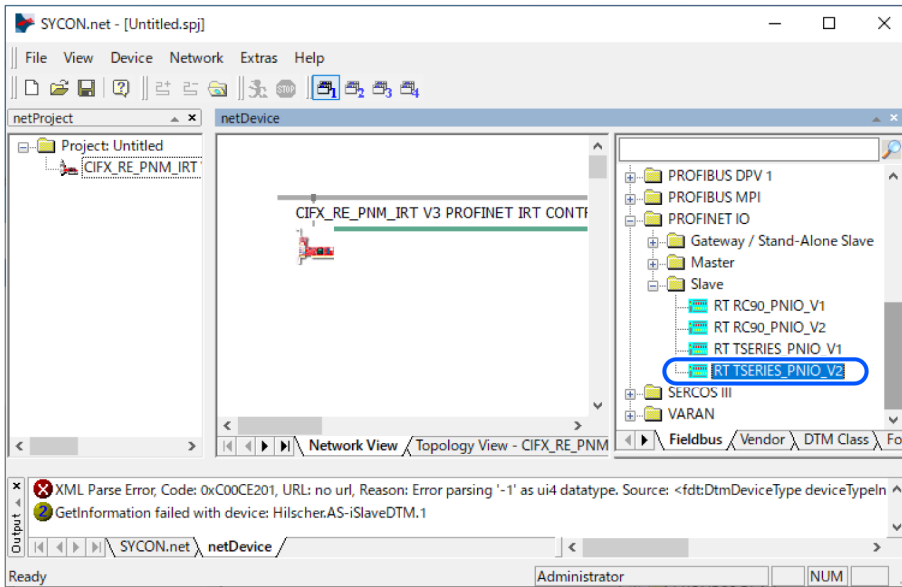 SYCON.net - [Untitled.spj]
File View Device Network Extras Help
netProject
Project: Untitled
CIFX_RE_PNM_IRT
netDevice
CIFX_RE_PNM_IRT V3 PROFINET IRT CONTR
Network View
Topology View - CIFX_RE_PNM
PROFIBUS DPV 1
PROFIBUS MPI
PROFINET IO
Gateway / Stand-Alone Slave
Master
Slave
RT RC90_PNIO_V1
RT RC90_PNIO_V2
RT TSERIES_PNIO_V1
RT TSERIES_PNIO_V2
SERCOS III
VARAN
Fieldbus Vendor DTM Class Fo
XML Parse Error, Code: 0xC00CE201, URL: no url, Reason: Error parsing '-1' as ui4 datatype. Source: <fdt:DtmDeviceType deviceTypeIn
GetInformation failed with device: Hilscher.AS-iSlaveDTM.1
Output
SYCON.net netDevice
Ready
Administrator
NUM